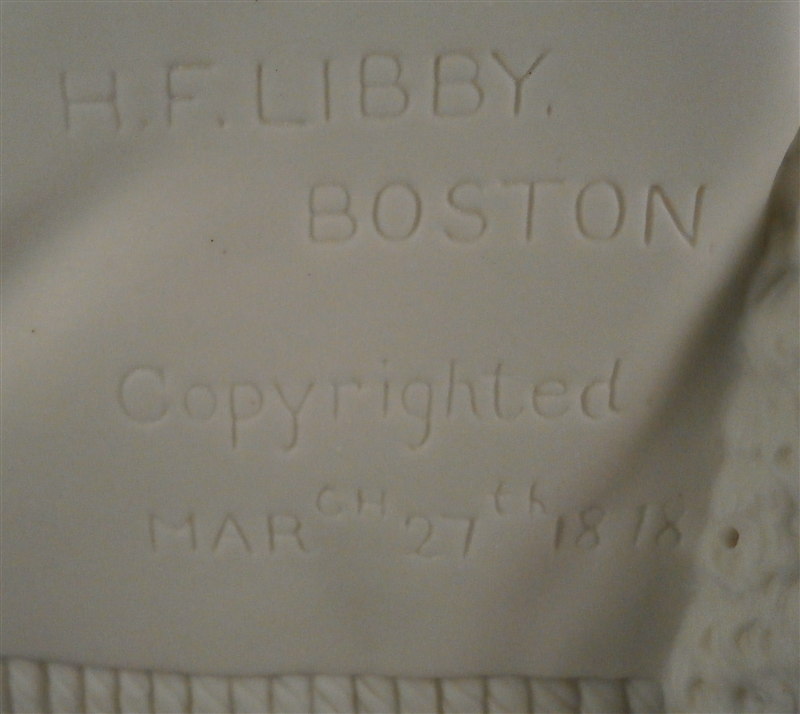 H.F. LIBBY.
BOSTON
Copyrighted.
MARCH 27th 1878